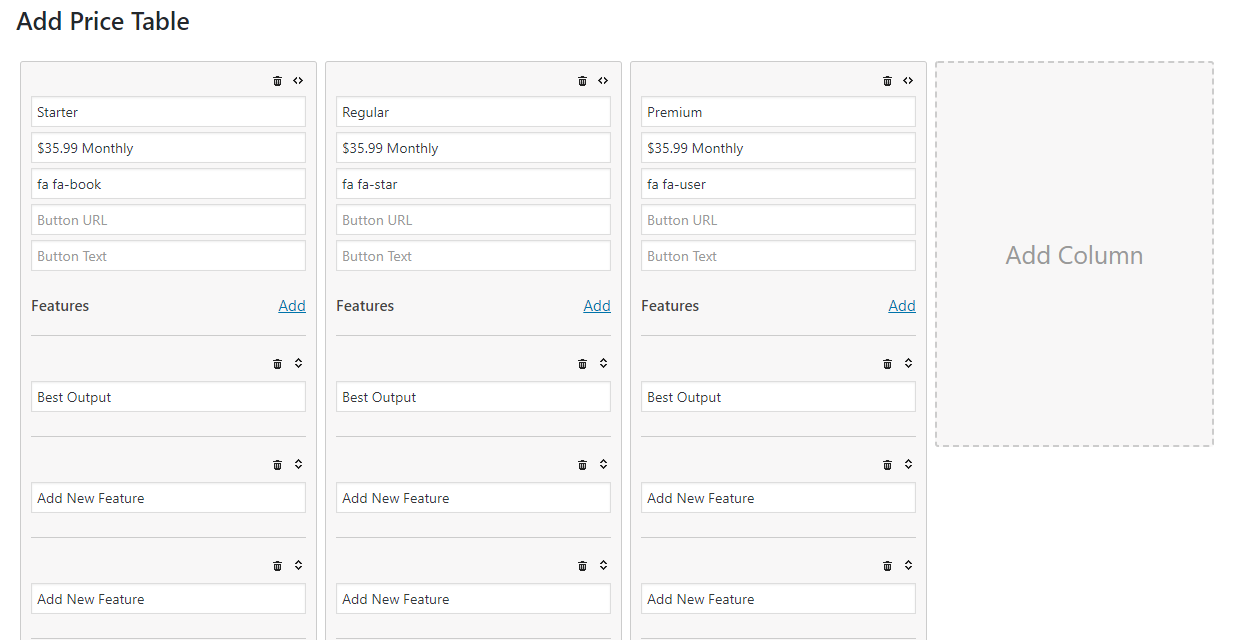 Add Price Table
Starter
$35.99 Monthly
fa fa-book
Button URL
Button Text
Features Add
Best Output
Add New Feature
Add New Feature
Regular
$35.99 Monthly
fa fa-star
Button URL
Button Text
Features Add
Best Output
Add New Feature
Add New Feature
Premium
$35.99 Monthly
fa fa-user
Button URL
Button Text
Features Add
Best Output
Add New Feature
Add New Feature
Add Column